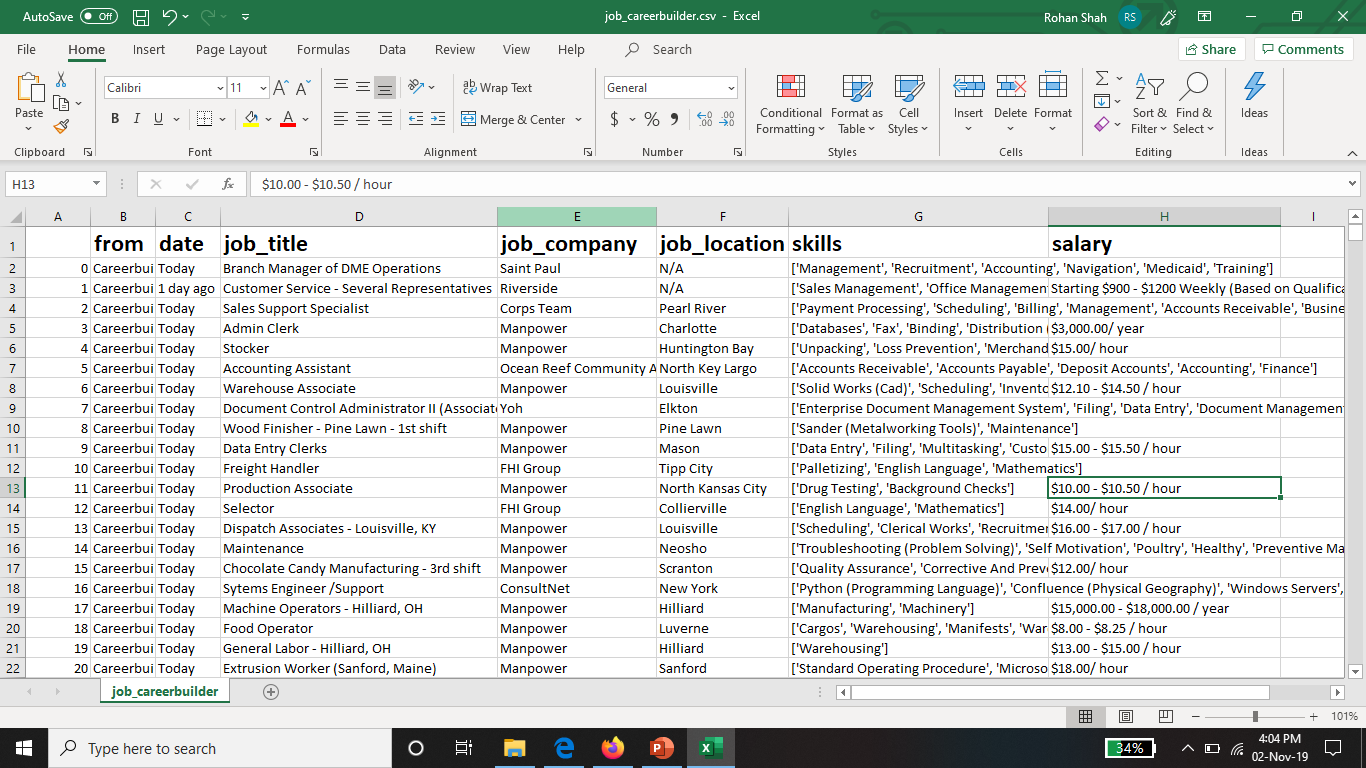 AutoSave Off job_careerbuilder.csv - Excel Rohan Shah RS
File Home Insert Page Layout Formulas Data Review View Help Search Share Comments
Calibri 11 A A ab Wrap Text General
Paste B I U A Merge & Center $ % , Conditional Formatting Format as Table Cell Styles Insert Delete Format Sort & Filter Find & Select Ideas
Clipboard Font Alignment Number Styles Cells Editing Ideas
H13 fx $10.00 - $10.50 / hour
A B C D E F G H I
1 from date job_title job_company job_location skills salary
2 0 Careerbui Today Branch Manager of DME Operations Saint Paul N/A ['Management', 'Recruitment', 'Accounting', 'Navigation', 'Medicaid', 'Training']
3 1 Careerbui 1 day ago Customer Service - Several Representatives Riverside N/A ['Sales Management', 'Office Managemen Starting $900 - $1200 Weekly (Based on Qualifica
4 2 Careerbui Today Sales Support Specialist Corps Team Pearl River ['Payment Processing', 'Scheduling', 'Billing', 'Management', 'Accounts Receivable', 'Busine
5 3 Careerbui Today Admin Clerk Manpower Charlotte ['Databases', 'Fax', 'Binding', 'Distribution ( $3,000.00/ year
6 4 Careerbui Today Stocker Manpower Huntington Bay ['Unpacking', 'Loss Prevention', 'Merchand $15.00/ hour
7 5 Careerbui Today Accounting Assistant Ocean Reef Community A North Key Largo ['Accounts Receivable', 'Accounts Payable', 'Deposit Accounts', 'Accounting', 'Finance']
8 6 Careerbui Today Warehouse Associate Manpower Louisville ['Solid Works (Cad)', 'Scheduling', 'Invento $12.10 - $14.50 / hour
9 7 Careerbui Today Document Control Administrator II (Associat Yoh Elkton ['Enterprise Document Management System', 'Filing', 'Data Entry', 'Document Managemen
10 8 Careerbui Today Wood Finisher - Pine Lawn - 1st shift Manpower Pine Lawn ['Sander (Metalworking Tools)', 'Maintenance']
11 9 Careerbui Today Data Entry Clerks Manpower Mason ['Data Entry', 'Filing', 'Multitasking', 'Custo $15.00 - $15.50 / hour
12 10 Careerbui Today Freight Handler FHI Group Tipp City ['Palletizing', 'English Language', 'Mathematics']
13 11 Careerbui Today Production Associate Manpower North Kansas City ['Drug Testing', 'Background Checks'] $10.00 - $10.50 / hour
14 12 Careerbui Today Selector FHI Group Collierville ['English Language', 'Mathematics'] $14.00/ hour
15 13 Careerbui Today Dispatch Associates - Louisville, KY Manpower Louisville ['Scheduling', 'Clerical Works', 'Recruitmer $16.00 - $17.00 / hour
16 14 Careerbui Today Maintenance Manpower Neosho ['Troubleshooting (Problem Solving)', 'Self Motivation', 'Poultry', 'Healthy', 'Preventive Ma
17 15 Careerbui Today Chocolate Candy Manufacturing - 3rd shift Manpower Scranton ['Quality Assurance', 'Corrective And Prev $12.00/ hour
18 16 Careerbui Today Sytems Engineer /Support ConsultNet New York ['Python (Programming Language)', 'Confluence (Physical Geography)', 'Windows Servers',
19 17 Careerbui Today Machine Operators - Hilliard, OH Manpower Hilliard ['Manufacturing', 'Machinery'] $15,000.00 - $18,000.00 / year
20 18 Careerbui Today Food Operator Manpower Luverne ['Cargos', 'Warehousing', 'Manifests', 'War $8.00 - $8.25 / hour
21 19 Careerbui Today General Labor - Hilliard, OH Manpower Hilliard ['Warehousing'] $13.00 - $15.00 / hour
22 20 Careerbui Today Extrusion Worker (Sanford, Maine) Manpower Sanford ['Standard Operating Procedure', 'Microso $18.00/ hour
job_careerbuilder
101%
Type here to search 34% 4:04 PM
02-Nov-19